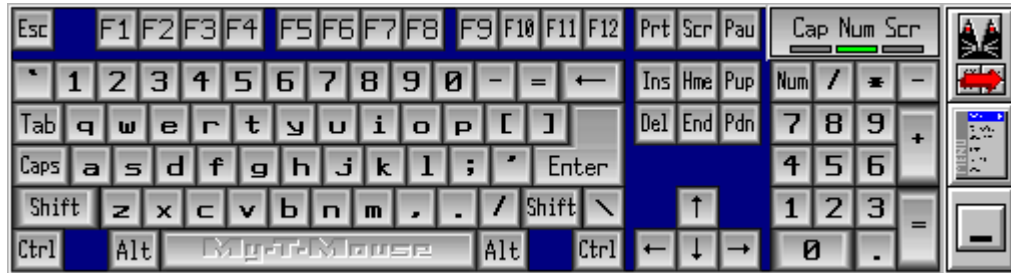 Esc F1 F2 F3 F4 F5 F6 F7 F8 F9 F10 F11 F12 Prt Scr Pau Cap Num Scr
` 1 2 3 4 5 6 7 8 9 0 - = ← Ins Hme Pup Num / * -
Tab q w e r t y u i o p [ ] Del End Pdn 7 8 9 +
Caps a s d f g h j k l ; ' Enter 4 5 6
Shift z x c v b n m , . / Shift \ ↑ 1 2 3 =
Ctrl Alt My-T-Mouse Alt Ctrl ← ↓ → 0 .
MENU